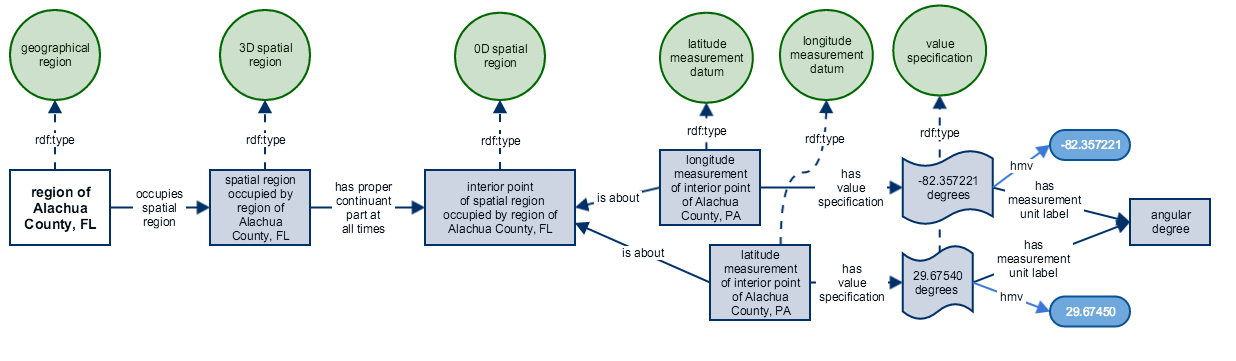 geographical
region
3D spatial
region
0D spatial
region
latitude
measurement
datum
longitude
measurement
datum
value
specification
rdf:type
rdf:type
rdf:type
rdf:type
rdf:type
rdf:type
region of
Alachua
County, FL
occupies
spatial
region
spatial region
occupied by
region of
Alachua
County, FL
has proper
continuant
part at
all times
interior point
of spatial region
occupied by region of
Alachua County, FL
is about
is about
longitude
measurement
of interior point
of Alachua
County, PA
has
value
specification
-82.357221
degrees
hmv
-82.357221
has
measurement
unit label
angular
degree
latitude
measurement
of interior point
of Alachua
County, PA
has
value
specification
29.67540
degrees
has
measurement
unit label
hmv
29.67450